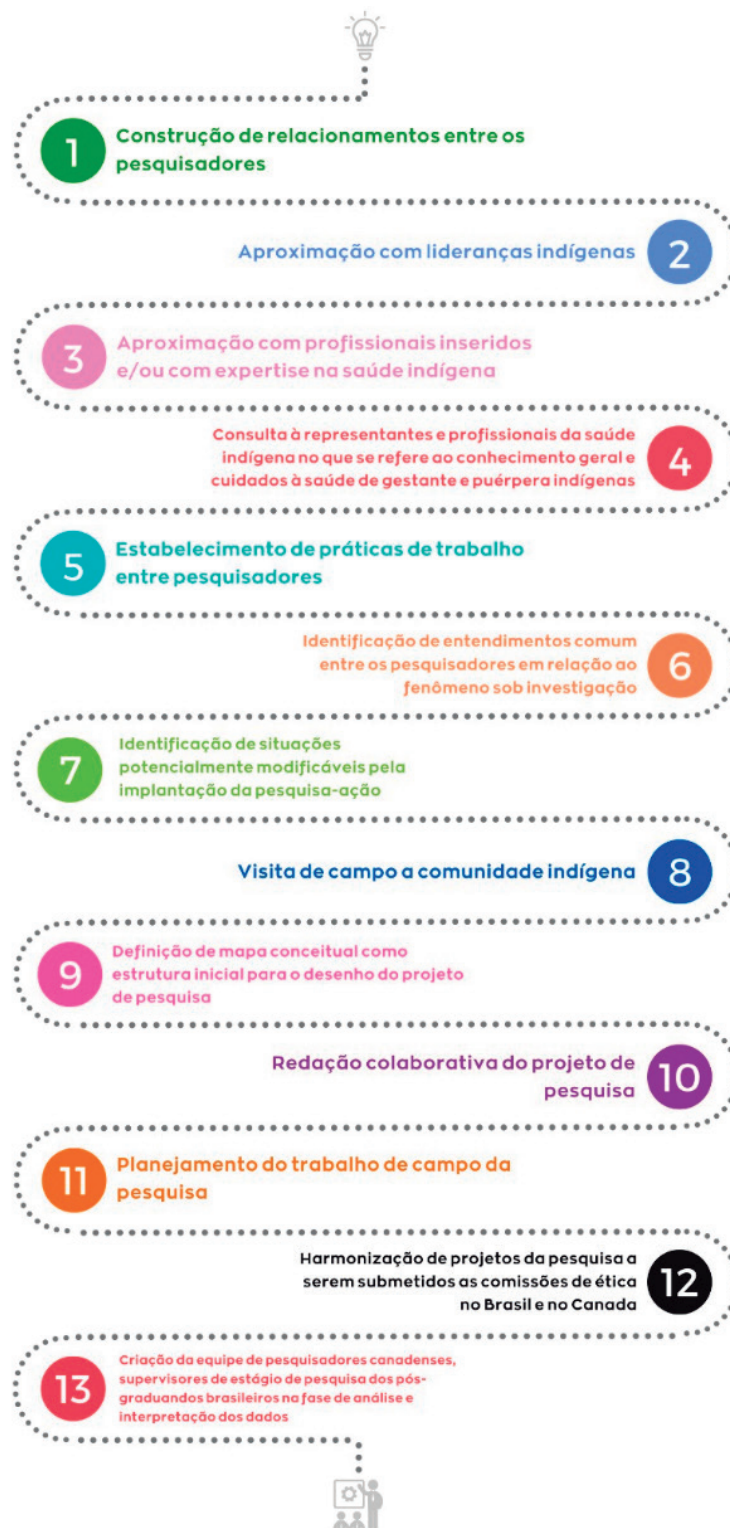 1
Construção de relacionamentos entre os
pesquisadores
Aproximação com lideranças indígenas
2
3
Aproximação com profissionais inseridos
e/ou com expertise na saúde indígena
Consulta à representantes e profissionais da saúde
indígena no que se refere ao conhecimento geral e
cuidados à saúde de gestante e puérpera indígenas
4
5
Estabelecimento de práticas de trabalho
entre pesquisadores
Identificação de entendimentos comum
entre os pesquisadores em relação ao
fenômeno sob investigação
6
7
Identificação de situações
potencialmente modificáveis pela
implantação da pesquisa-ação
Visita de campo a comunidade indígena
8
9
Definição de mapa conceitual como
estrutura inicial para o desenho do projeto
de pesquisa
Redação colaborativa do projeto de
pesquisa
10
11
Planejamento do trabalho de campo da
pesquisa
Harmonização de projetos da pesquisa a
serem submetidos as comissões de ética
no Brasil e no Canada
12
13
Criação da equipe de pesquisadores canadenses,
supervisores de estágio de pesquisa dos pós-
graduandos brasileiros na fase de análise e
interpretação dos dados